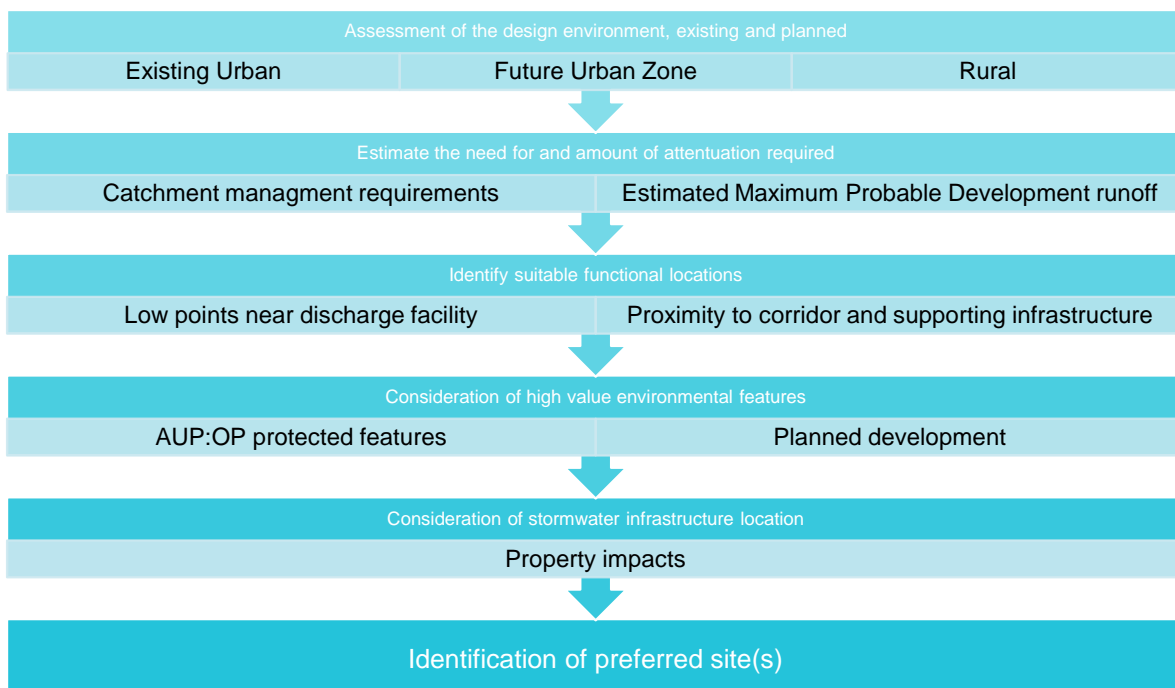 Assessment of the design environment, existing and planned
Existing Urban
Future Urban Zone
Rural
Estimate the need for and amount of attentuation required
Catchment managment requirements
Estimated Maximum Probable Development runoff
Identify suitable functional locations
Low points near discharge facility
Proximity to corridor and supporting infrastructure
Consideration of high value environmental features
AUP:OP protected features
Planned development
Consideration of stormwater infrastructure location
Property impacts
Identification of preferred site(s)